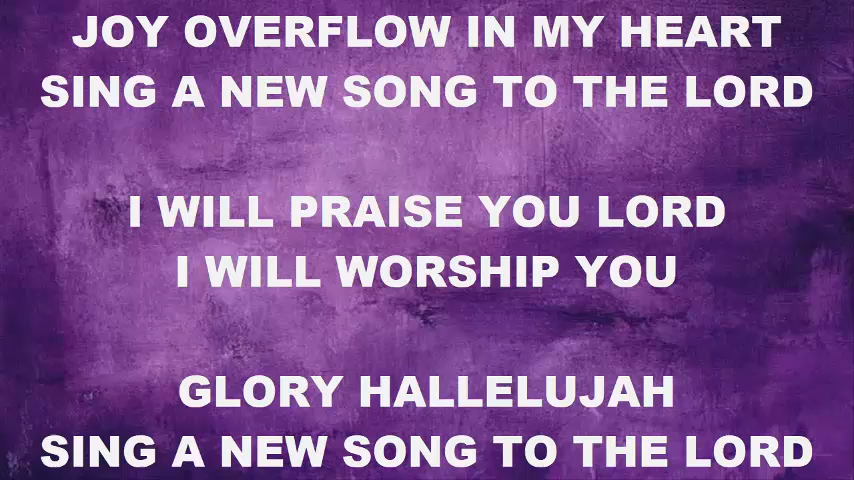 JOY OVERFLOW IN MY HEART
SING A NEW SONG TO THE LORD
I WILL PRAISE YOU LORD
I WILL WORSHIP YOU
GLORY HALLELUJAH
SING A NEW SONG TO THE LORD